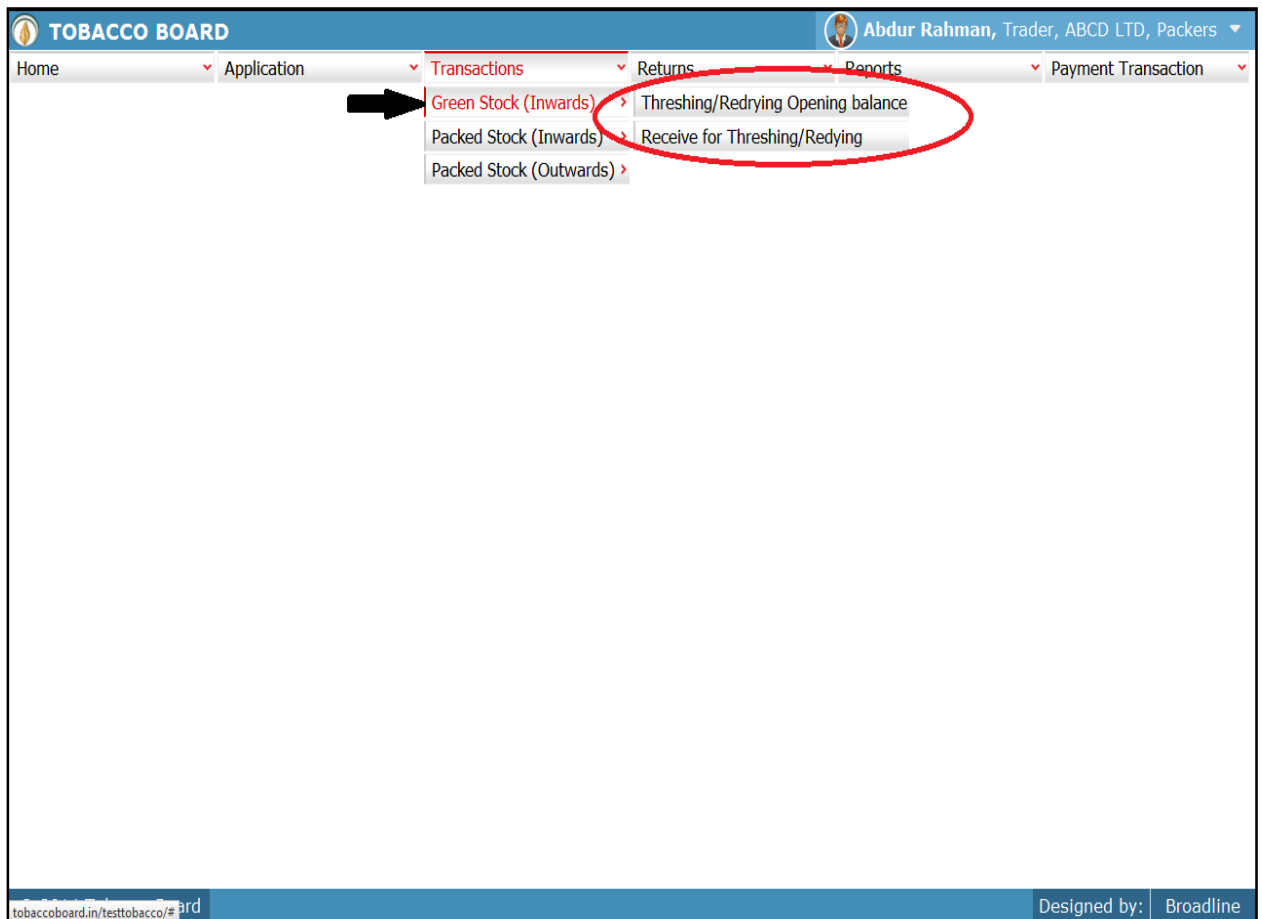 TOBACCO BOARD
Abdur Rahman, Trader, ABCD LTD, Packers
Home Application Transactions Returns Reports Payment Transaction
Green Stock (Inwards) Threshing/Redrying Opening balance
Packed Stock (Inwards) Receive for Threshing/Redying
Packed Stock (Outwards)
tobaccoboard.in/testtobacco/#
Designed by: Broadline